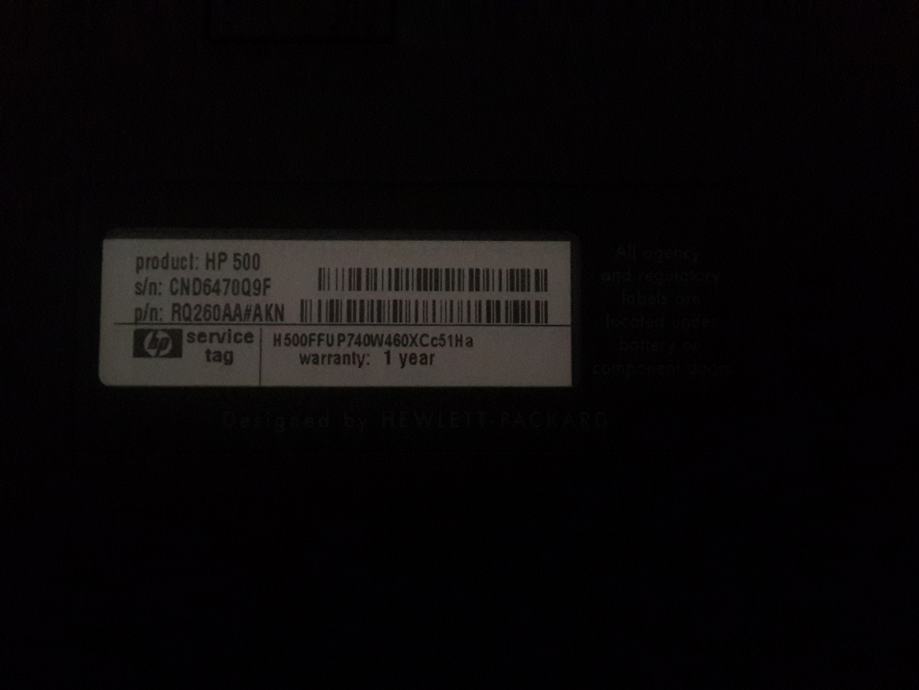 product: HP 500
s/n: CND6470Q9F
p/n: RQ260AA#AKN
hp service tag
H500FFUP740W460XCc51Ha
warranty: 1 year
All agency
and regulatory
labels are
located under
battery or
component doors
Designed by HEWLETT-PACKARD